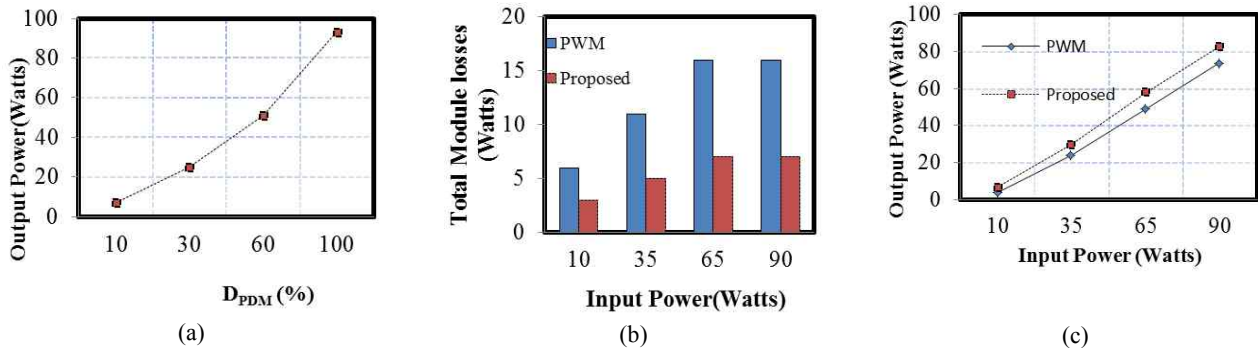 100
80
60
40
20
0
Output Power(Watts)
10 30 60 100
D_PDM (%)
(a)
20
15
10
5
0
Total Module losses
(Watts)
PWM
Proposed
10 35 65 90
Input Power(Watts)
(b)
100
80
60
40
20
0
Output Power (Watts)
PWM
Proposed
10 35 65 90
Input Power (Watts)
(c)